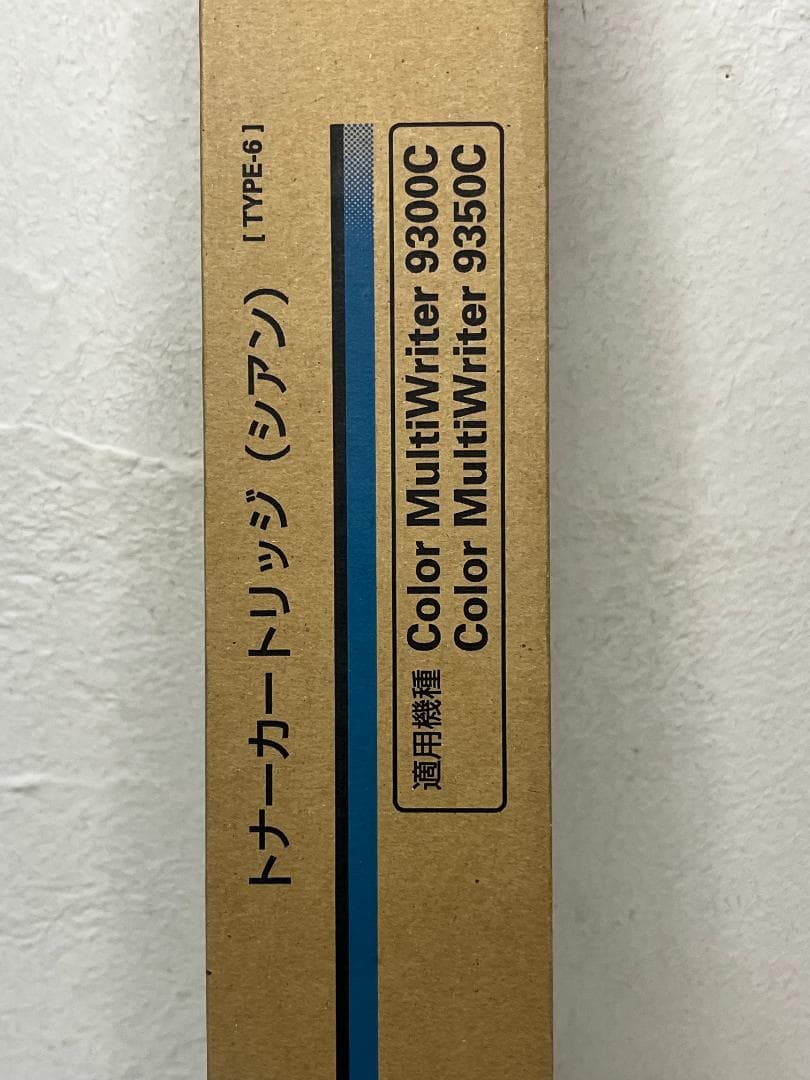 トナーカートリッジ（シアン） [ TYPE-6 ]
適用機種 Color MultiWriter 9300C
Color MultiWriter 9350C